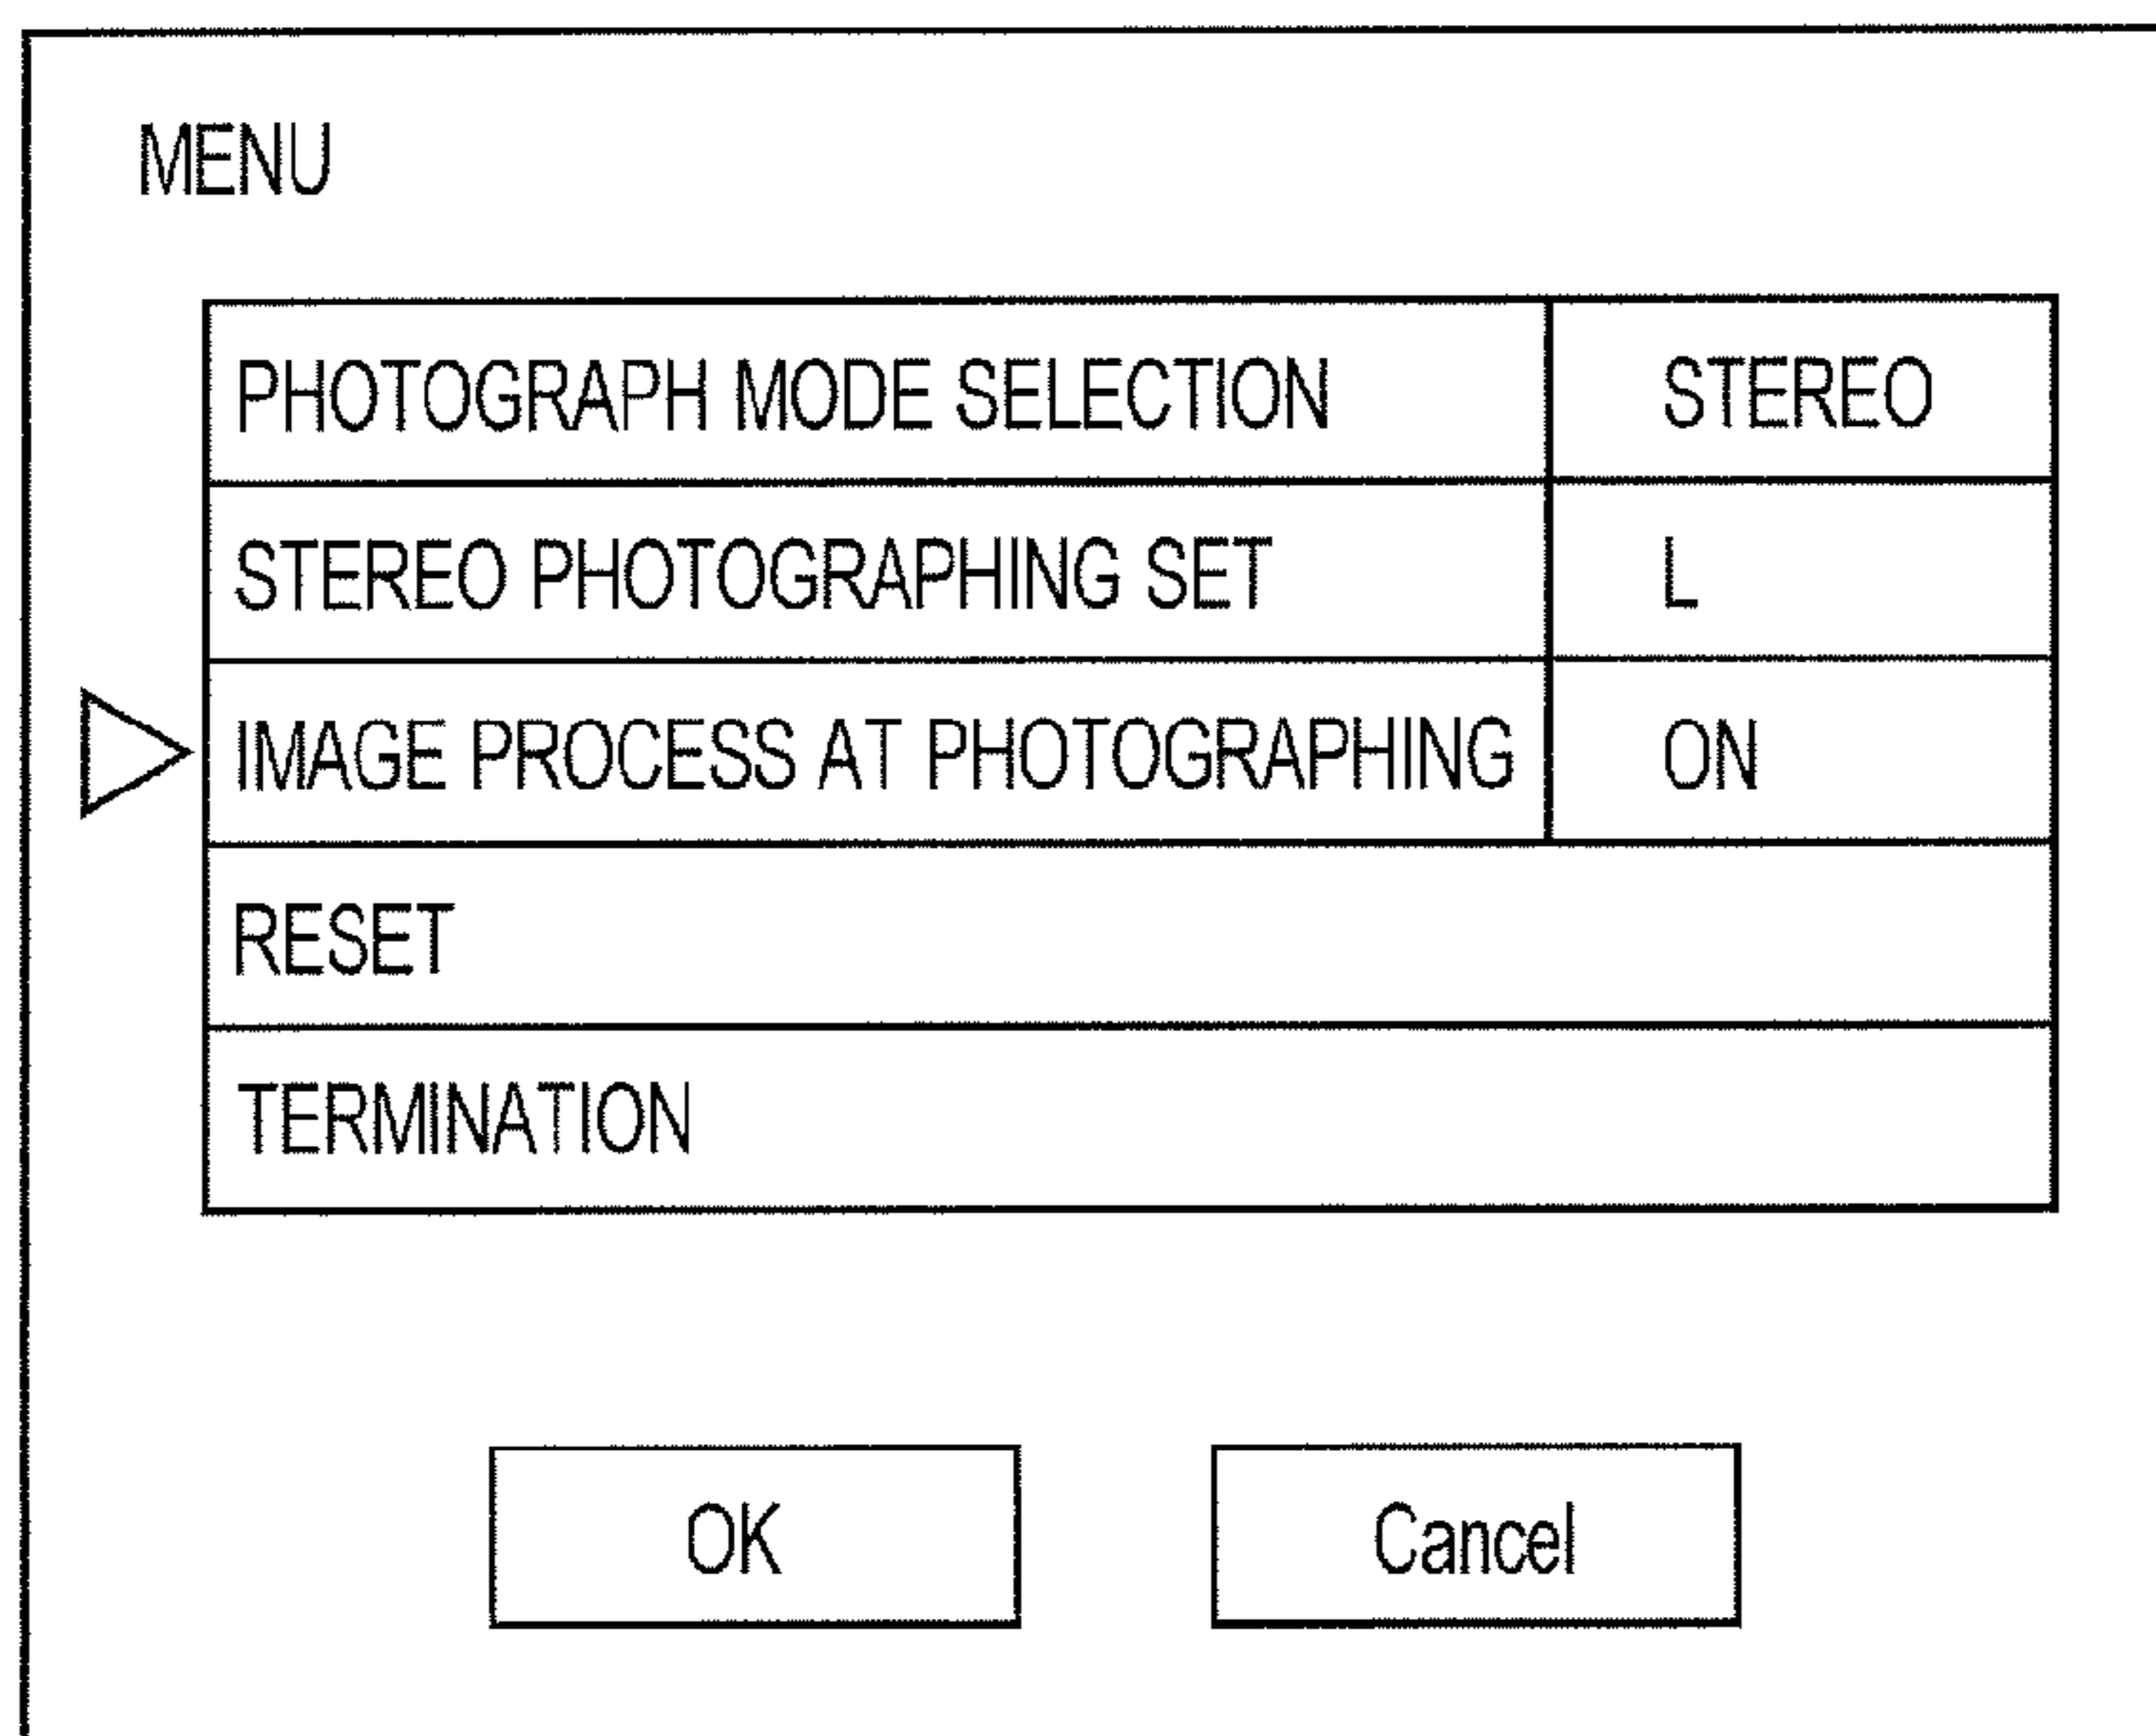 MENU
PHOTOGRAPH MODE SELECTION STEREO
STEREO PHOTOGRAPHING SET L
IMAGE PROCESS AT PHOTOGRAPHING ON
RESET
TERMINATION
OK Cancel